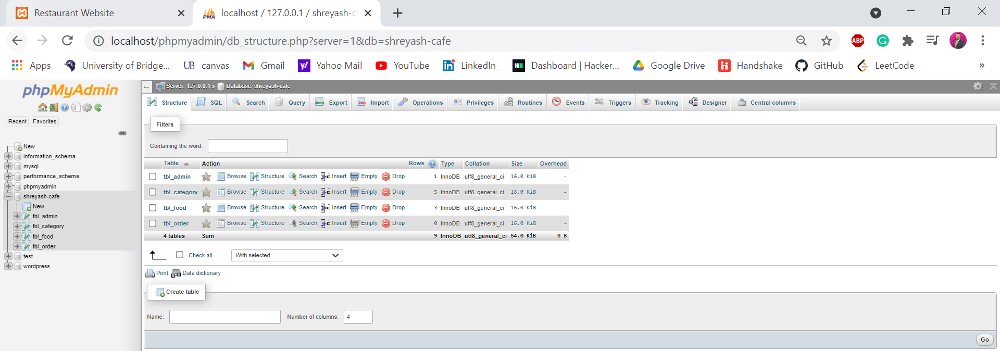 Restaurant Website
localhost / 127.0.0.1 / shreyash-c
localhost/phpmyadmin/db_structure.php?server=1&db=shreyash-cafe
ABP
Apps University of Bridge... UB canvas Gmail Yahoo Mail YouTube LinkedIn_ Dashboard | Hacker... Google Drive Handshake GitHub LeetCode »
phpMyAdmin
Recent Favorites
New
information_schema
mysql
performance_schema
phpmyadmin
shreyash-cafe
New
tbl_admin
tbl_category
tbl_food
tbl_order
test
wordpress
Server: 127.0.0.1 » Database: shreyash-cafe
Structure SQL Search Query Export Import Operations Privileges Routines Events Triggers Tracking Designer Central columns
Filters
Containing the word:
Table Action Rows Type Collation Size Overhead
tbl_admin Browse Structure Search Insert Empty Drop 1 InnoDB utf8_general_ci 16.0 KiB -
tbl_category Browse Structure Search Insert Empty Drop 5 InnoDB utf8_general_ci 16.0 KiB -
tbl_food Browse Structure Search Insert Empty Drop 3 InnoDB utf8_general_ci 16.0 KiB -
tbl_order Browse Structure Search Insert Empty Drop 0 InnoDB utf8_general_ci 16.0 KiB -
4 tables Sum 9 InnoDB utf8_general_ci 64.0 KiB 0 B
Check all With selected:
Print Data dictionary
Create table
Name: Number of columns: 4
Go